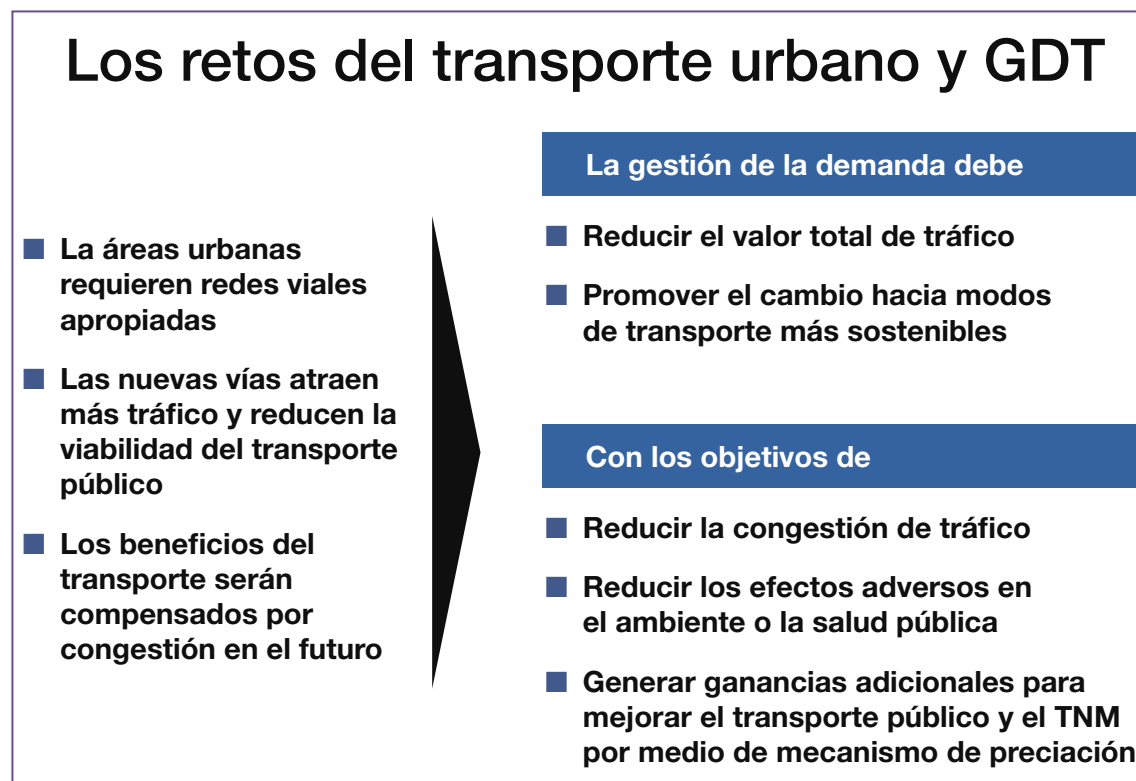 Los retos del transporte urbano y GDT
La áreas urbanas
requieren redes viales
apropiadas
Las nuevas vías atraen
más tráfico y reducen la
viabilidad del transporte
público
Los beneficios del
transporte serán
compensados por
congestión en el futuro
La gestión de la demanda debe
Reducir el valor total de tráfico
Promover el cambio hacia modos
de transporte más sostenibles
Con los objetivos de
Reducir la congestión de tráfico
Reducir los efectos adversos en
el ambiente o la salud pública
Generar ganancias adicionales para
mejorar el transporte público y el TNM
por medio de mecanismo de preciación